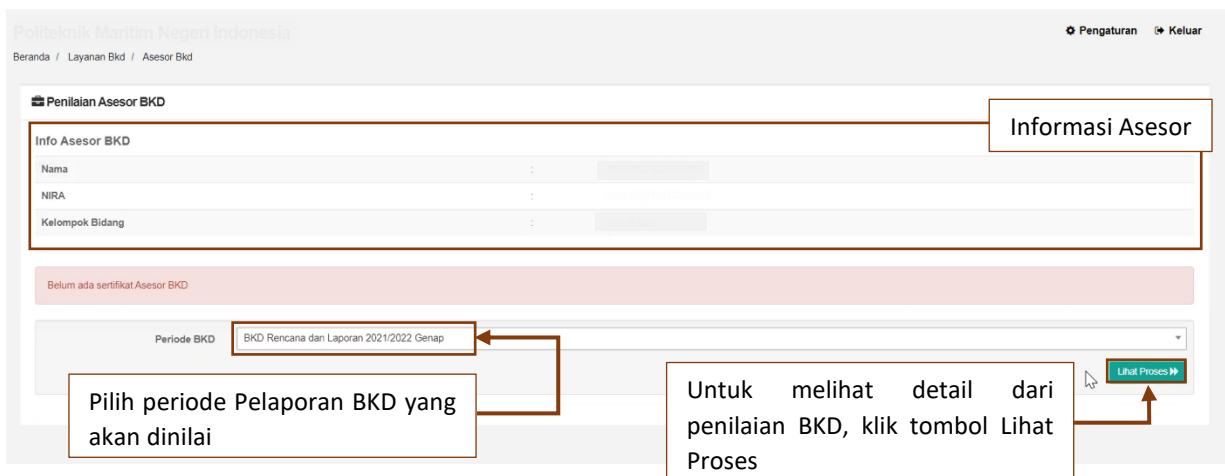 Politeknik Maritim Negeri Indonesia
Pengaturan Keluar
Beranda / Layanan Bkd / Asesor Bkd
Penilaian Asesor BKD
Informasi Asesor
Info Asesor BKD
Nama :
NIRA :
Kelompok Bidang :
Belum ada sertifikat Asesor BKD
Periode BKD BKD Rencana dan Laporan 2021/2022 Genap
Lihat Proses
Pilih periode Pelaporan BKD yang
akan dinilai
Untuk melihat detail dari
penilaian BKD, klik tombol Lihat
Proses